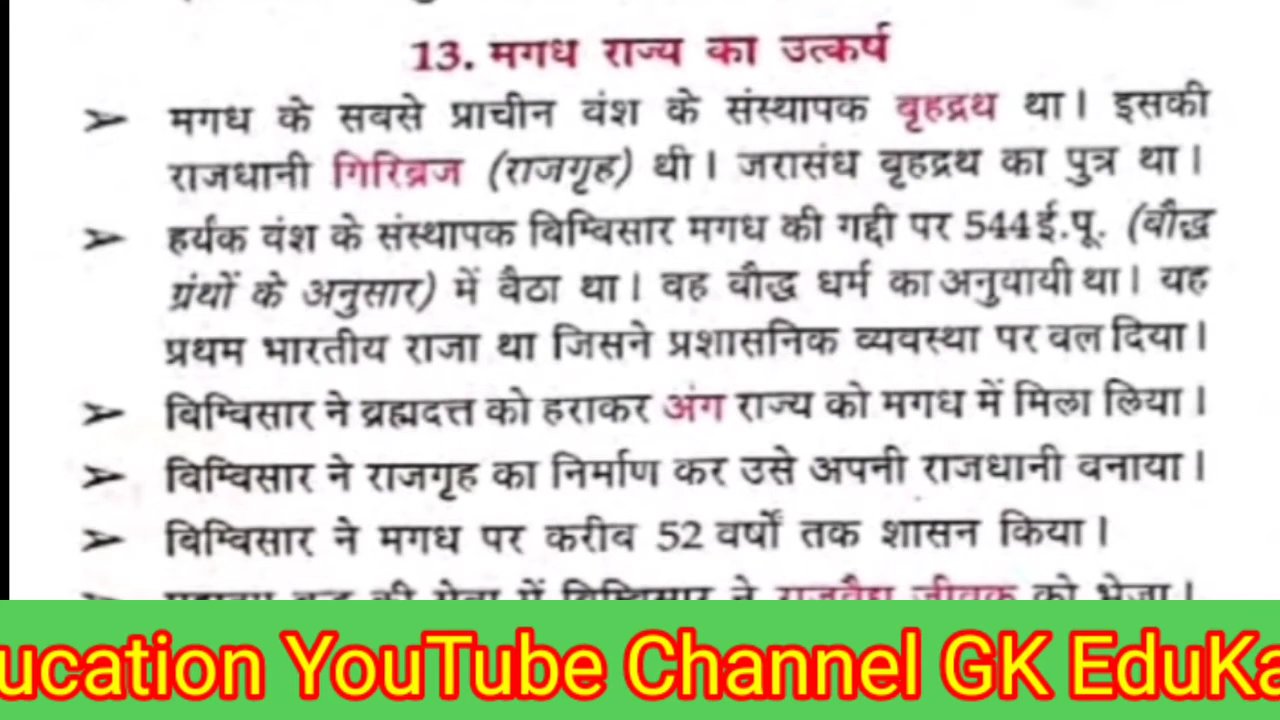 13. मगध राज्य का उत्कर्ष
➤ मगध के सबसे प्राचीन वंश के संस्थापक बृहद्रथ था। इसकी
राजधानी गिरिब्रज (राजगृह) थी। जरासंध बृहद्रथ का पुत्र था।
➤ हर्यक वंश के संस्थापक बिम्बिसार मगध की गद्दी पर 544ई.पू. (बौद्ध
ग्रंथों के अनुसार) में बैठा था। वह बौद्ध धर्म का अनुयायी था। यह
प्रथम भारतीय राजा था जिसने प्रशासनिक व्यवस्था पर बल दिया।
➤ बिम्बिसार ने ब्रह्मदत्त को हराकर अंग राज्य को मगध में मिला लिया।
➤ बिम्बिसार ने राजगृह का निर्माण कर उसे अपनी राजधानी बनाया।
➤ बिम्बिसार ने मगध पर करीब 52 वर्षों तक शासन किया।
की सेवा में बिम्बिसार ने राजवैद्य जीवक को भेजा।
ucation YouTube Channel GK EduKa